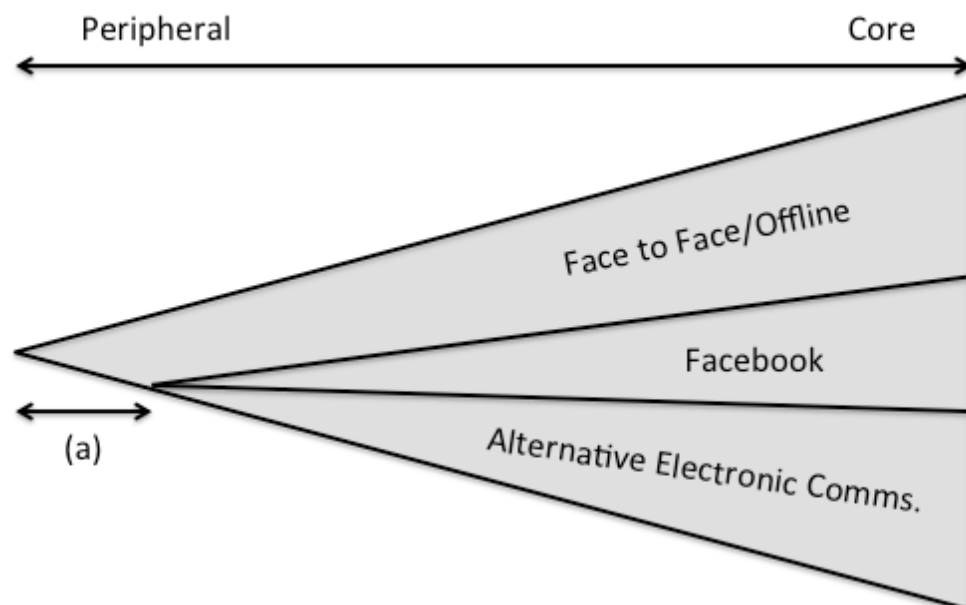 Peripheral
Core
Face to Face/Offline
Facebook
(a)
Alternative Electronic Comms.